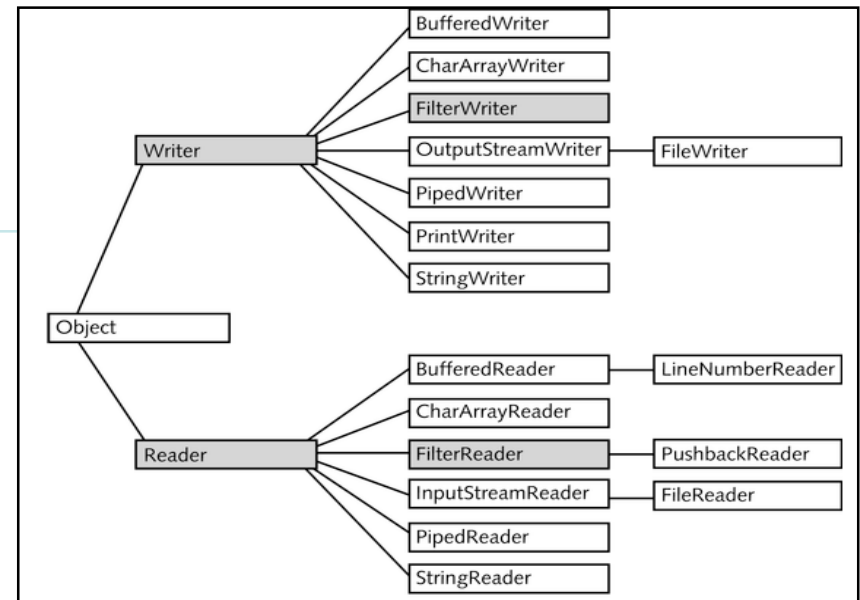 BufferedWriter
CharArrayWriter
FilterWriter
Writer
OutputStreamWriter
FileWriter
PipedWriter
PrintWriter
StringWriter
Object
BufferedReader
LineNumberReader
CharArrayReader
Reader
FilterReader
PushbackReader
InputStreamReader
FileReader
PipedReader
StringReader